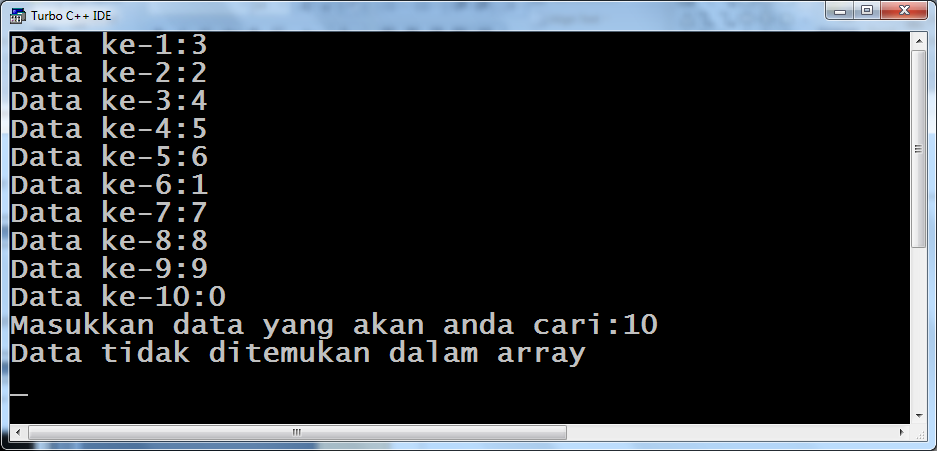 Turbo C++ IDE
Data ke-1:3
Data ke-2:2
Data ke-3:4
Data ke-4:5
Data ke-5:6
Data ke-6:1
Data ke-7:7
Data ke-8:8
Data ke-9:9
Data ke-10:0
Masukkan data yang akan anda cari:10
Data tidak ditemukan dalam array